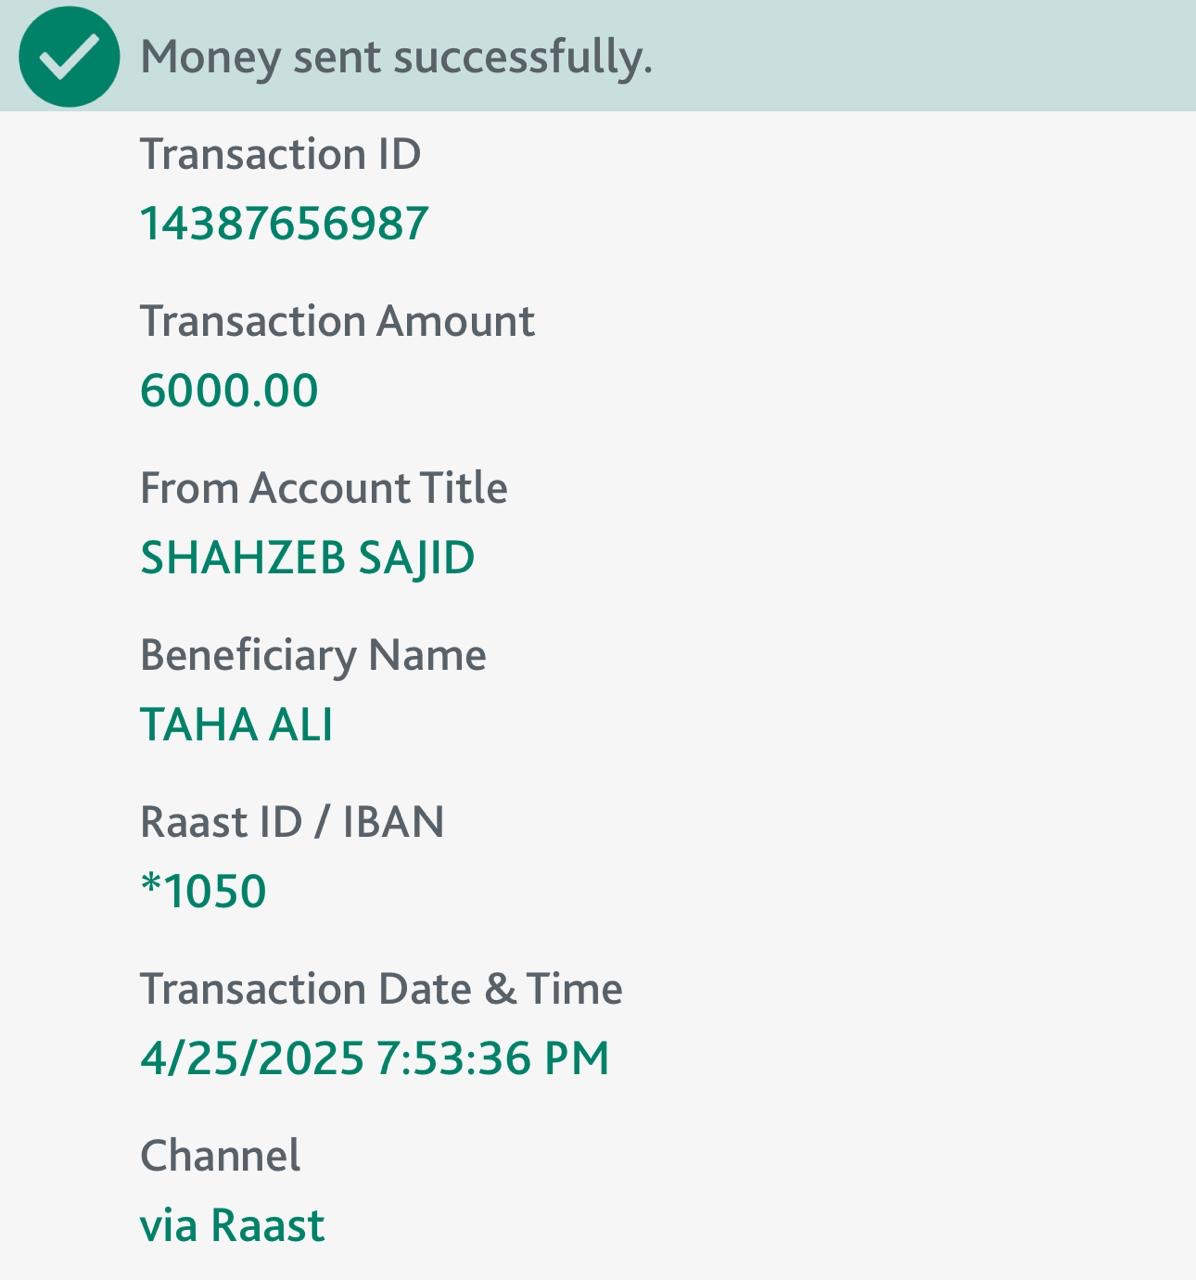 Money sent successfully.
Transaction ID
14387656987
Transaction Amount
6000.00
From Account Title
SHAHZEB SAJID
Beneficiary Name
TAHA ALI
Raast ID / IBAN
*1050
Transaction Date & Time
4/25/2025 7:53:36 PM
Channel
via Raast